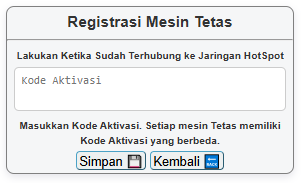 Registrasi Mesin Tetas
Lakukan Ketika Sudah Terhubung ke Jaringan HotSpot
Kode Aktivasi
Masukkan Kode Aktivasi. Setiap mesin Tetas memiliki
Kode Aktivasi yang berbeda.
Simpan 💾 Kembali 🔙